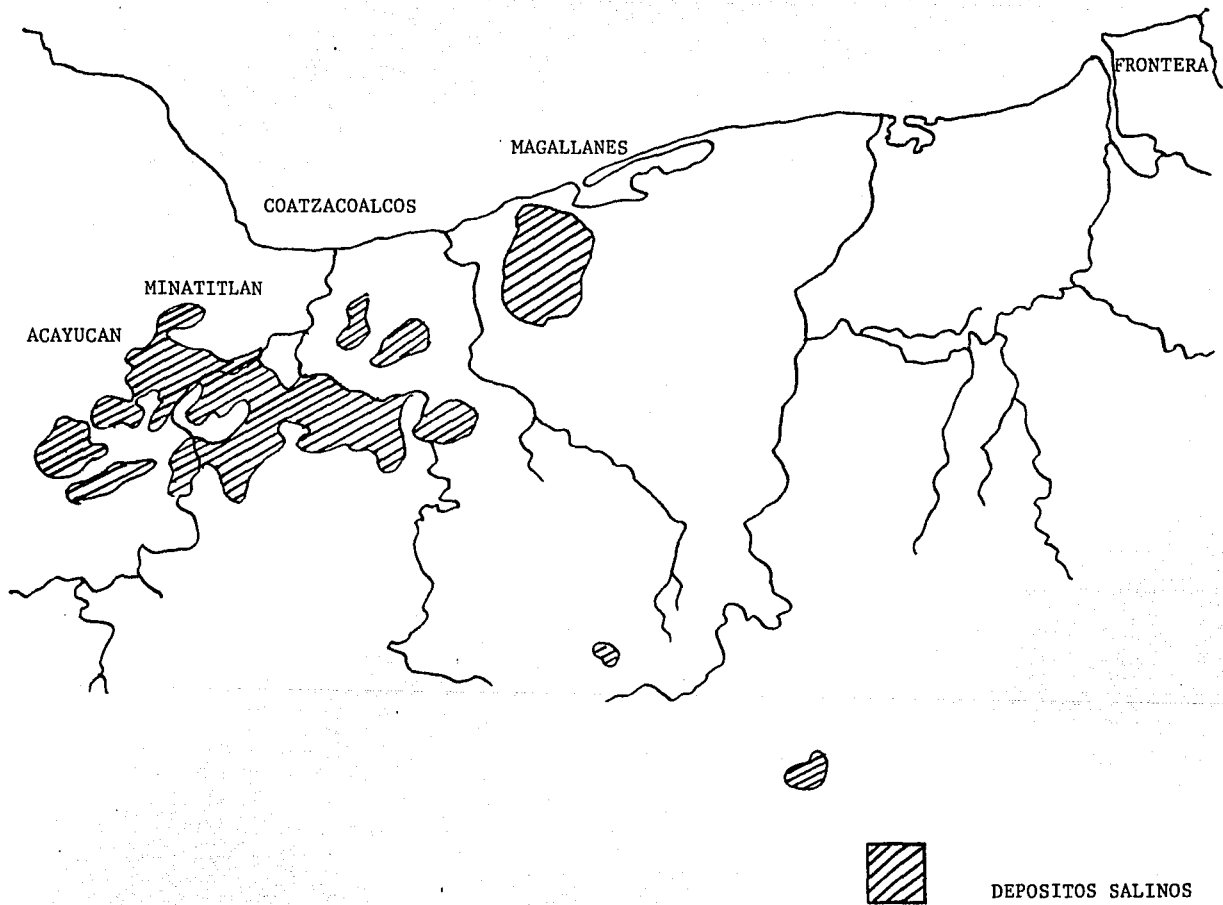 FRONTERA
MAGALLANES
COATZACOALCOS
MINATITLAN
ACAYUCAN
DEPOSITOS SALINOS